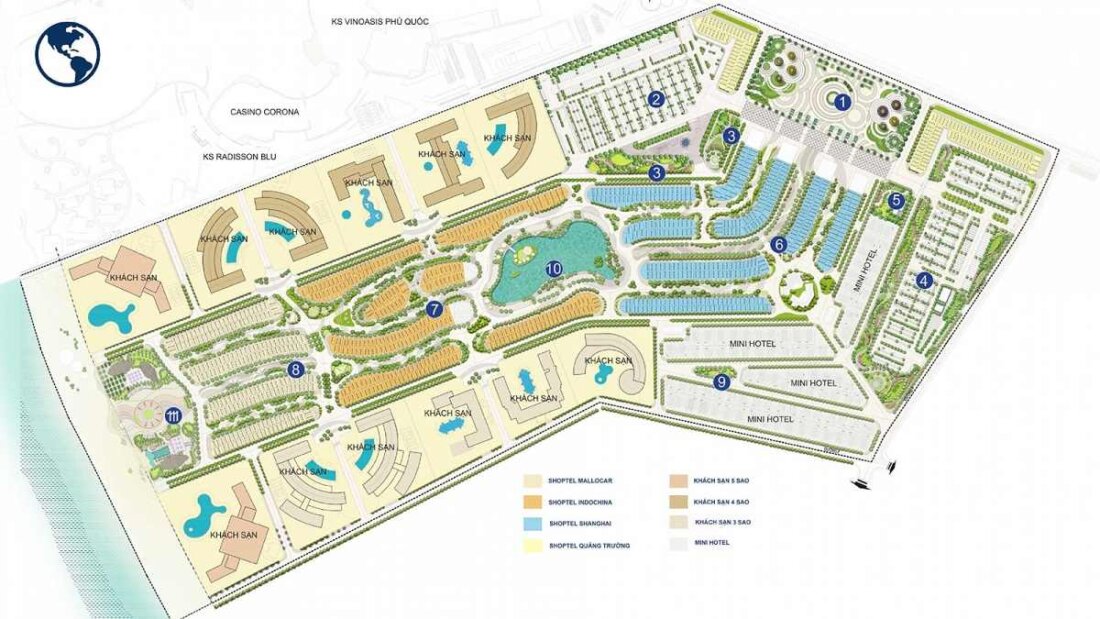 KS VINOASIS PHÚ QUỐC
CASINO CORONA
KS RADISSON BLU
2
1
3
3
KHÁCH SẠN
KHÁCH SẠN
KHÁCH SẠN
5
KHÁCH SẠN
KHÁCH SẠN
6
MINI HOTEL
10
KHÁCH SẠN
4
7
MINI HOTEL
KHÁCH SẠN
8
9
MINI HOTEL
KHÁCH SẠN
KHÁCH SẠN
MINI HOTEL
11
KHÁCH SẠN
KHÁCH SẠN
KHÁCH SẠN
SHOPTEL MALLOCAR
SHOPTEL INDOCHINA
SHOPTEL SHANGHAI
SHOPTEL QUẢNG TRƯỜNG
KHÁCH SẠN 5 SAO
KHÁCH SẠN 4 SAO
KHÁCH SẠN 3 SAO
MINI HOTEL